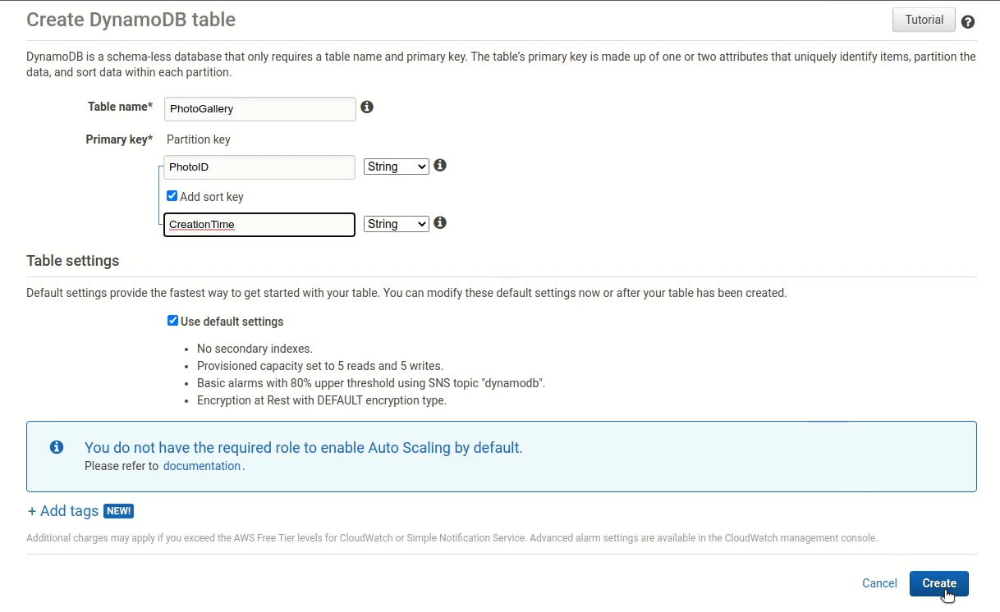 Create DynamoDB table
Tutorial
DynamoDB is a schema-less database that only requires a table name and primary key. The table's primary key is made up of one or two attributes that uniquely identify items, partition the
data, and sort data within each partition.
Table name* PhotoGallery
Primary key* Partition key
PhotoID String
Add sort key
CreationTime String
Table settings
Default settings provide the fastest way to get started with your table. You can modify these default settings now or after your table has been created.
Use default settings
• No secondary indexes.
• Provisioned capacity set to 5 reads and 5 writes.
• Basic alarms with 80% upper threshold using SNS topic "dynamodb".
• Encryption at Rest with DEFAULT encryption type.
You do not have the required role to enable Auto Scaling by default.
Please refer to documentation.
+ Add tags NEW!
Additional charges may apply if you exceed the AWS Free Tier levels for CloudWatch or Simple Notification Service. Advanced alarm settings are available in the CloudWatch management console.
Cancel Create